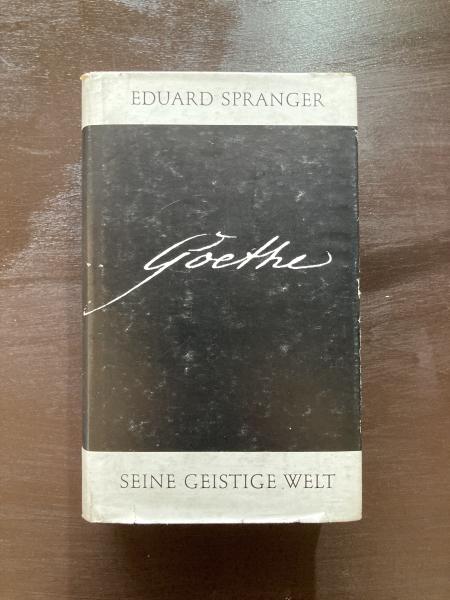 EDUARD SPRANGER
Goethe
SEINE GEISTIGE WELT